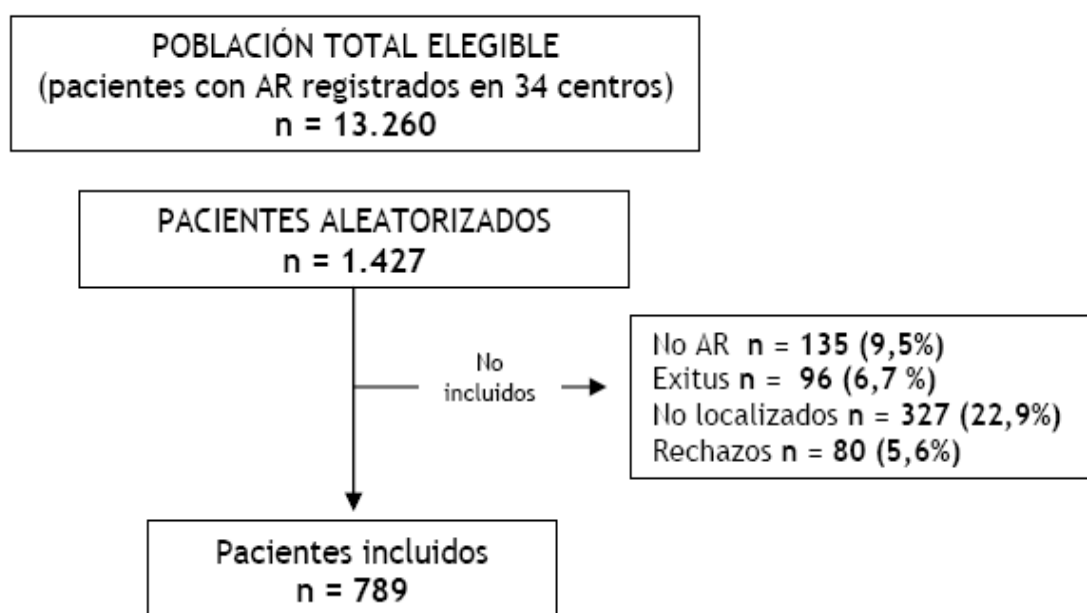 POBLACIÓN TOTAL ELEGIBLE
(pacientes con AR registrados en 34 centros)
n = 13.260
PACIENTES ALEATORIZADOS
n = 1.427
No
incluidos
No AR n = 135 (9,5%)
Exitus n = 96 (6,7 %)
No localizados n = 327 (22,9%)
Rechazos n = 80 (5,6%)
Pacientes incluidos
n = 789